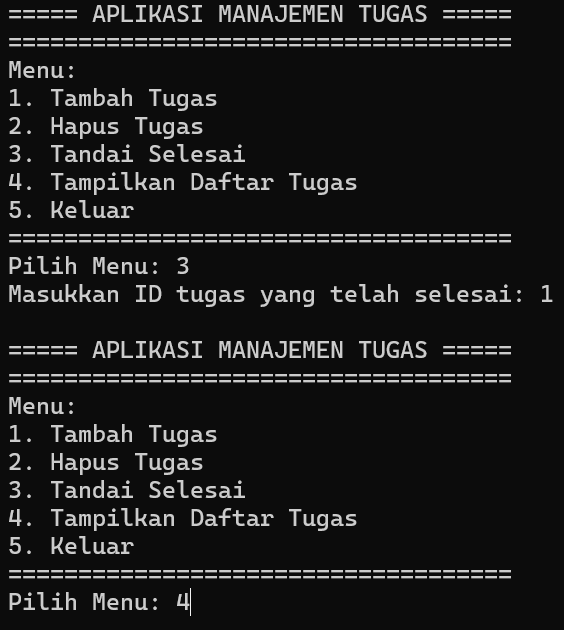 ===== APLIKASI MANAJEMEN TUGAS =====
====================================
Menu:
1. Tambah Tugas
2. Hapus Tugas
3. Tandai Selesai
4. Tampilkan Daftar Tugas
5. Keluar
====================================
Pilih Menu: 3
Masukkan ID tugas yang telah selesai: 1

===== APLIKASI MANAJEMEN TUGAS =====
====================================
Menu:
1. Tambah Tugas
2. Hapus Tugas
3. Tandai Selesai
4. Tampilkan Daftar Tugas
5. Keluar
====================================
Pilih Menu: 4